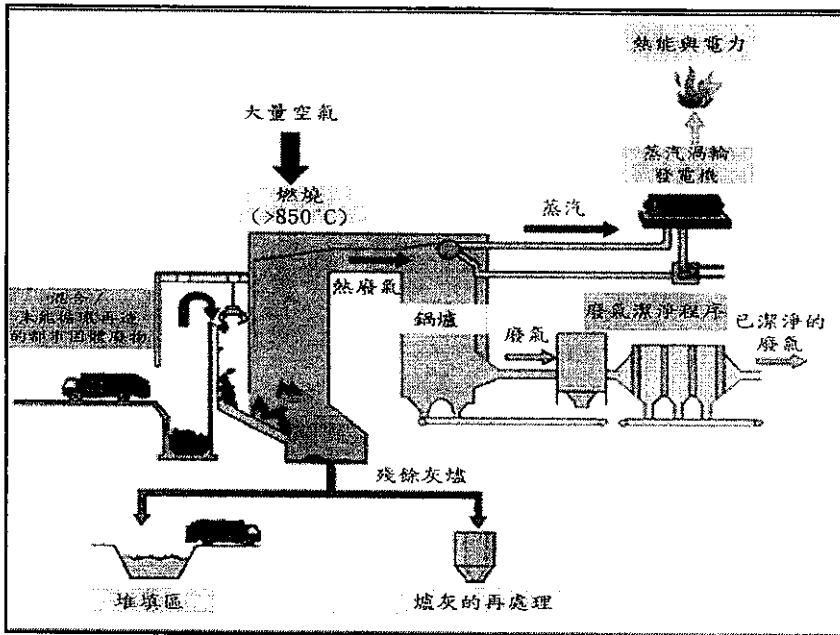 熱能與電力
大量空氣
蒸汽渦輪
發電機
燃燒
(>850°C)
蒸汽
混合/
未能循環再造
的都市固體廢物
熱廢氣
鍋爐
廢氣潔淨程序
廢氣
已潔淨的
廢氣
殘餘灰燼
堆填區
爐灰的再處理